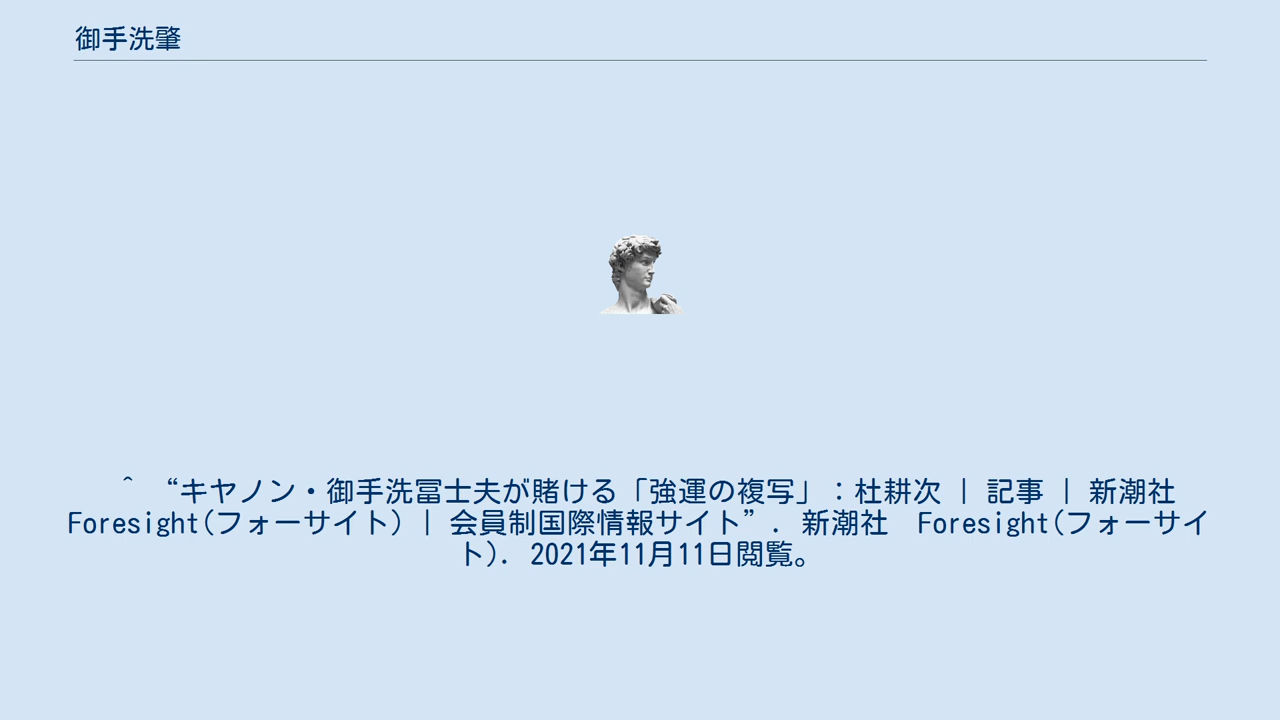 御手洗肇
^ “キヤノン・御手洗冨士夫が賭ける「強運の複写」：杜耕次 | 記事 | 新潮社
Foresight(フォーサイト) | 会員制国際情報サイト”. 新潮社　Foresight(フォーサイ
ト). 2021年11月11日閲覧。